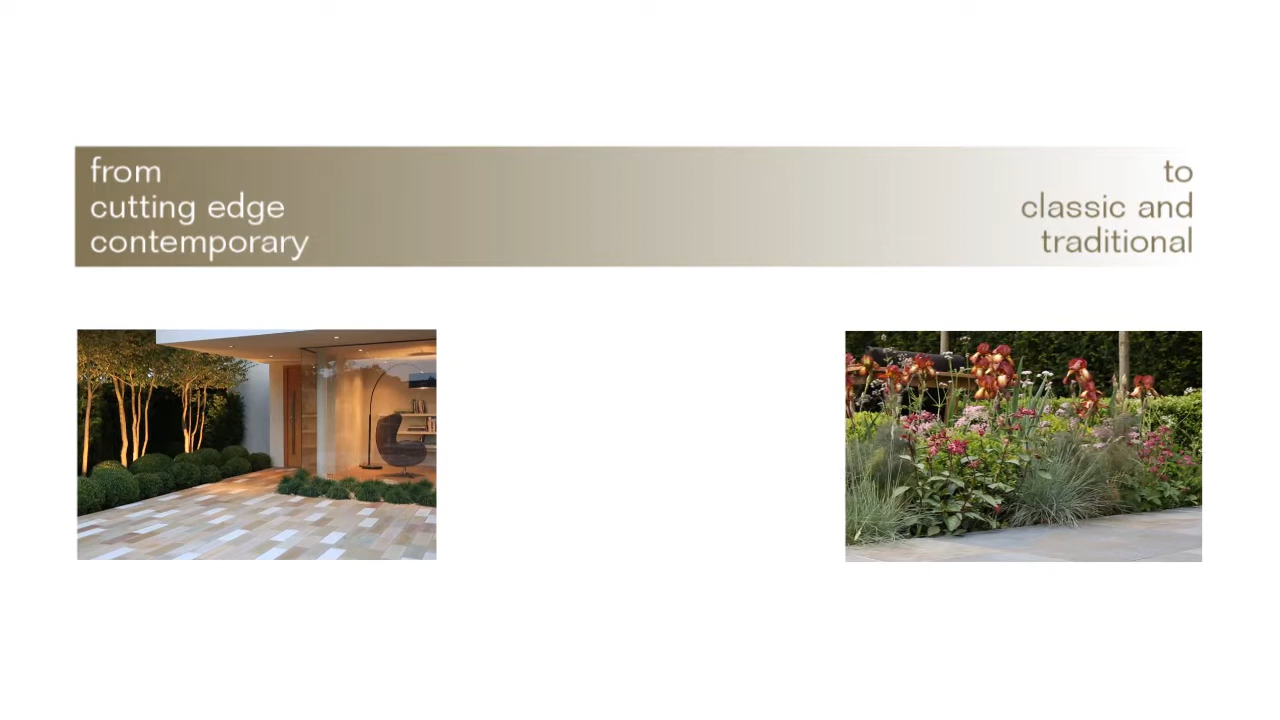 from
cutting edge
contemporary
to
classic and
traditional